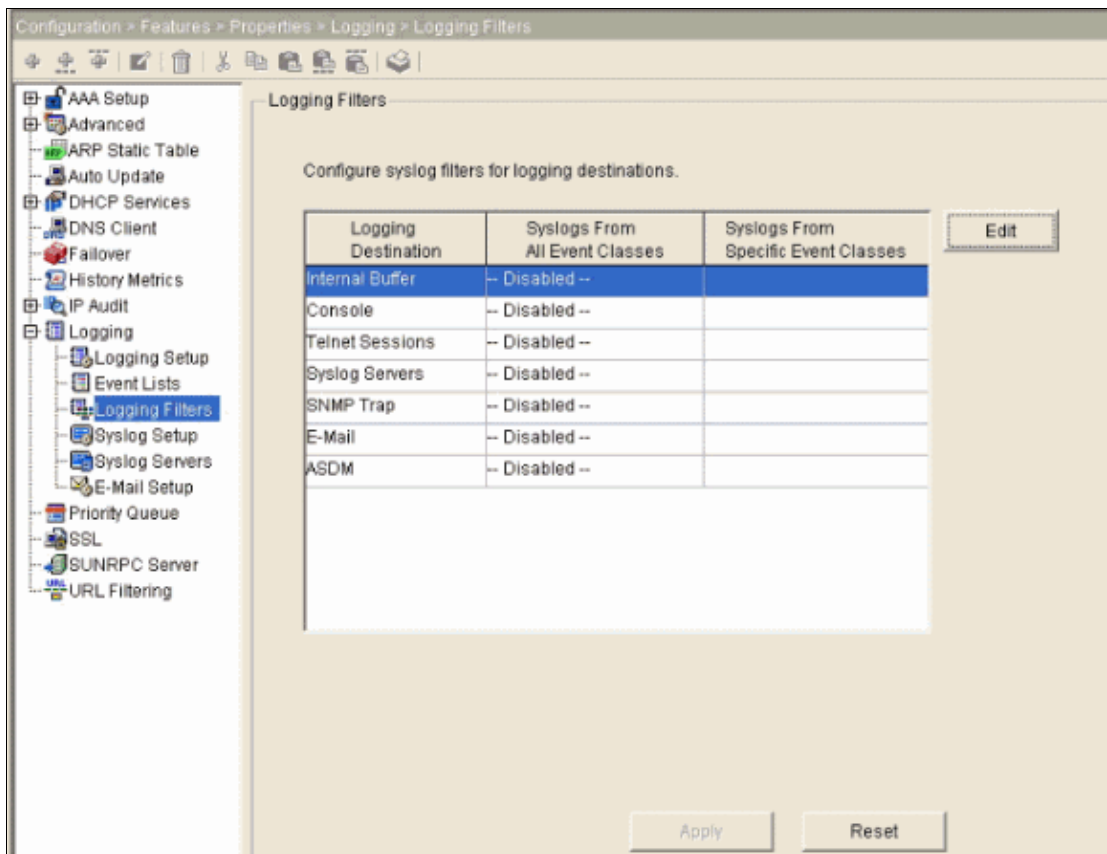 Configuration > Features > Properties > Logging > Logging Filters
AAA Setup
Advanced
ARP Static Table
Auto Update
DHCP Services
DNS Client
Failover
History Metrics
IP Audit
Logging
Logging Setup
Event Lists
Logging Filters
Syslog Setup
Syslog Servers
E-Mail Setup
Priority Queue
SSL
SUNRPC Server
URL Filtering
Logging Filters
Configure syslog filters for logging destinations.
Logging Destination Syslogs From All Event Classes Syslogs From Specific Event Classes
Internal Buffer -- Disabled --
Console -- Disabled --
Telnet Sessions -- Disabled --
Syslog Servers -- Disabled --
SNMP Trap -- Disabled --
E-Mail -- Disabled --
ASDM -- Disabled --
Edit
Apply Reset